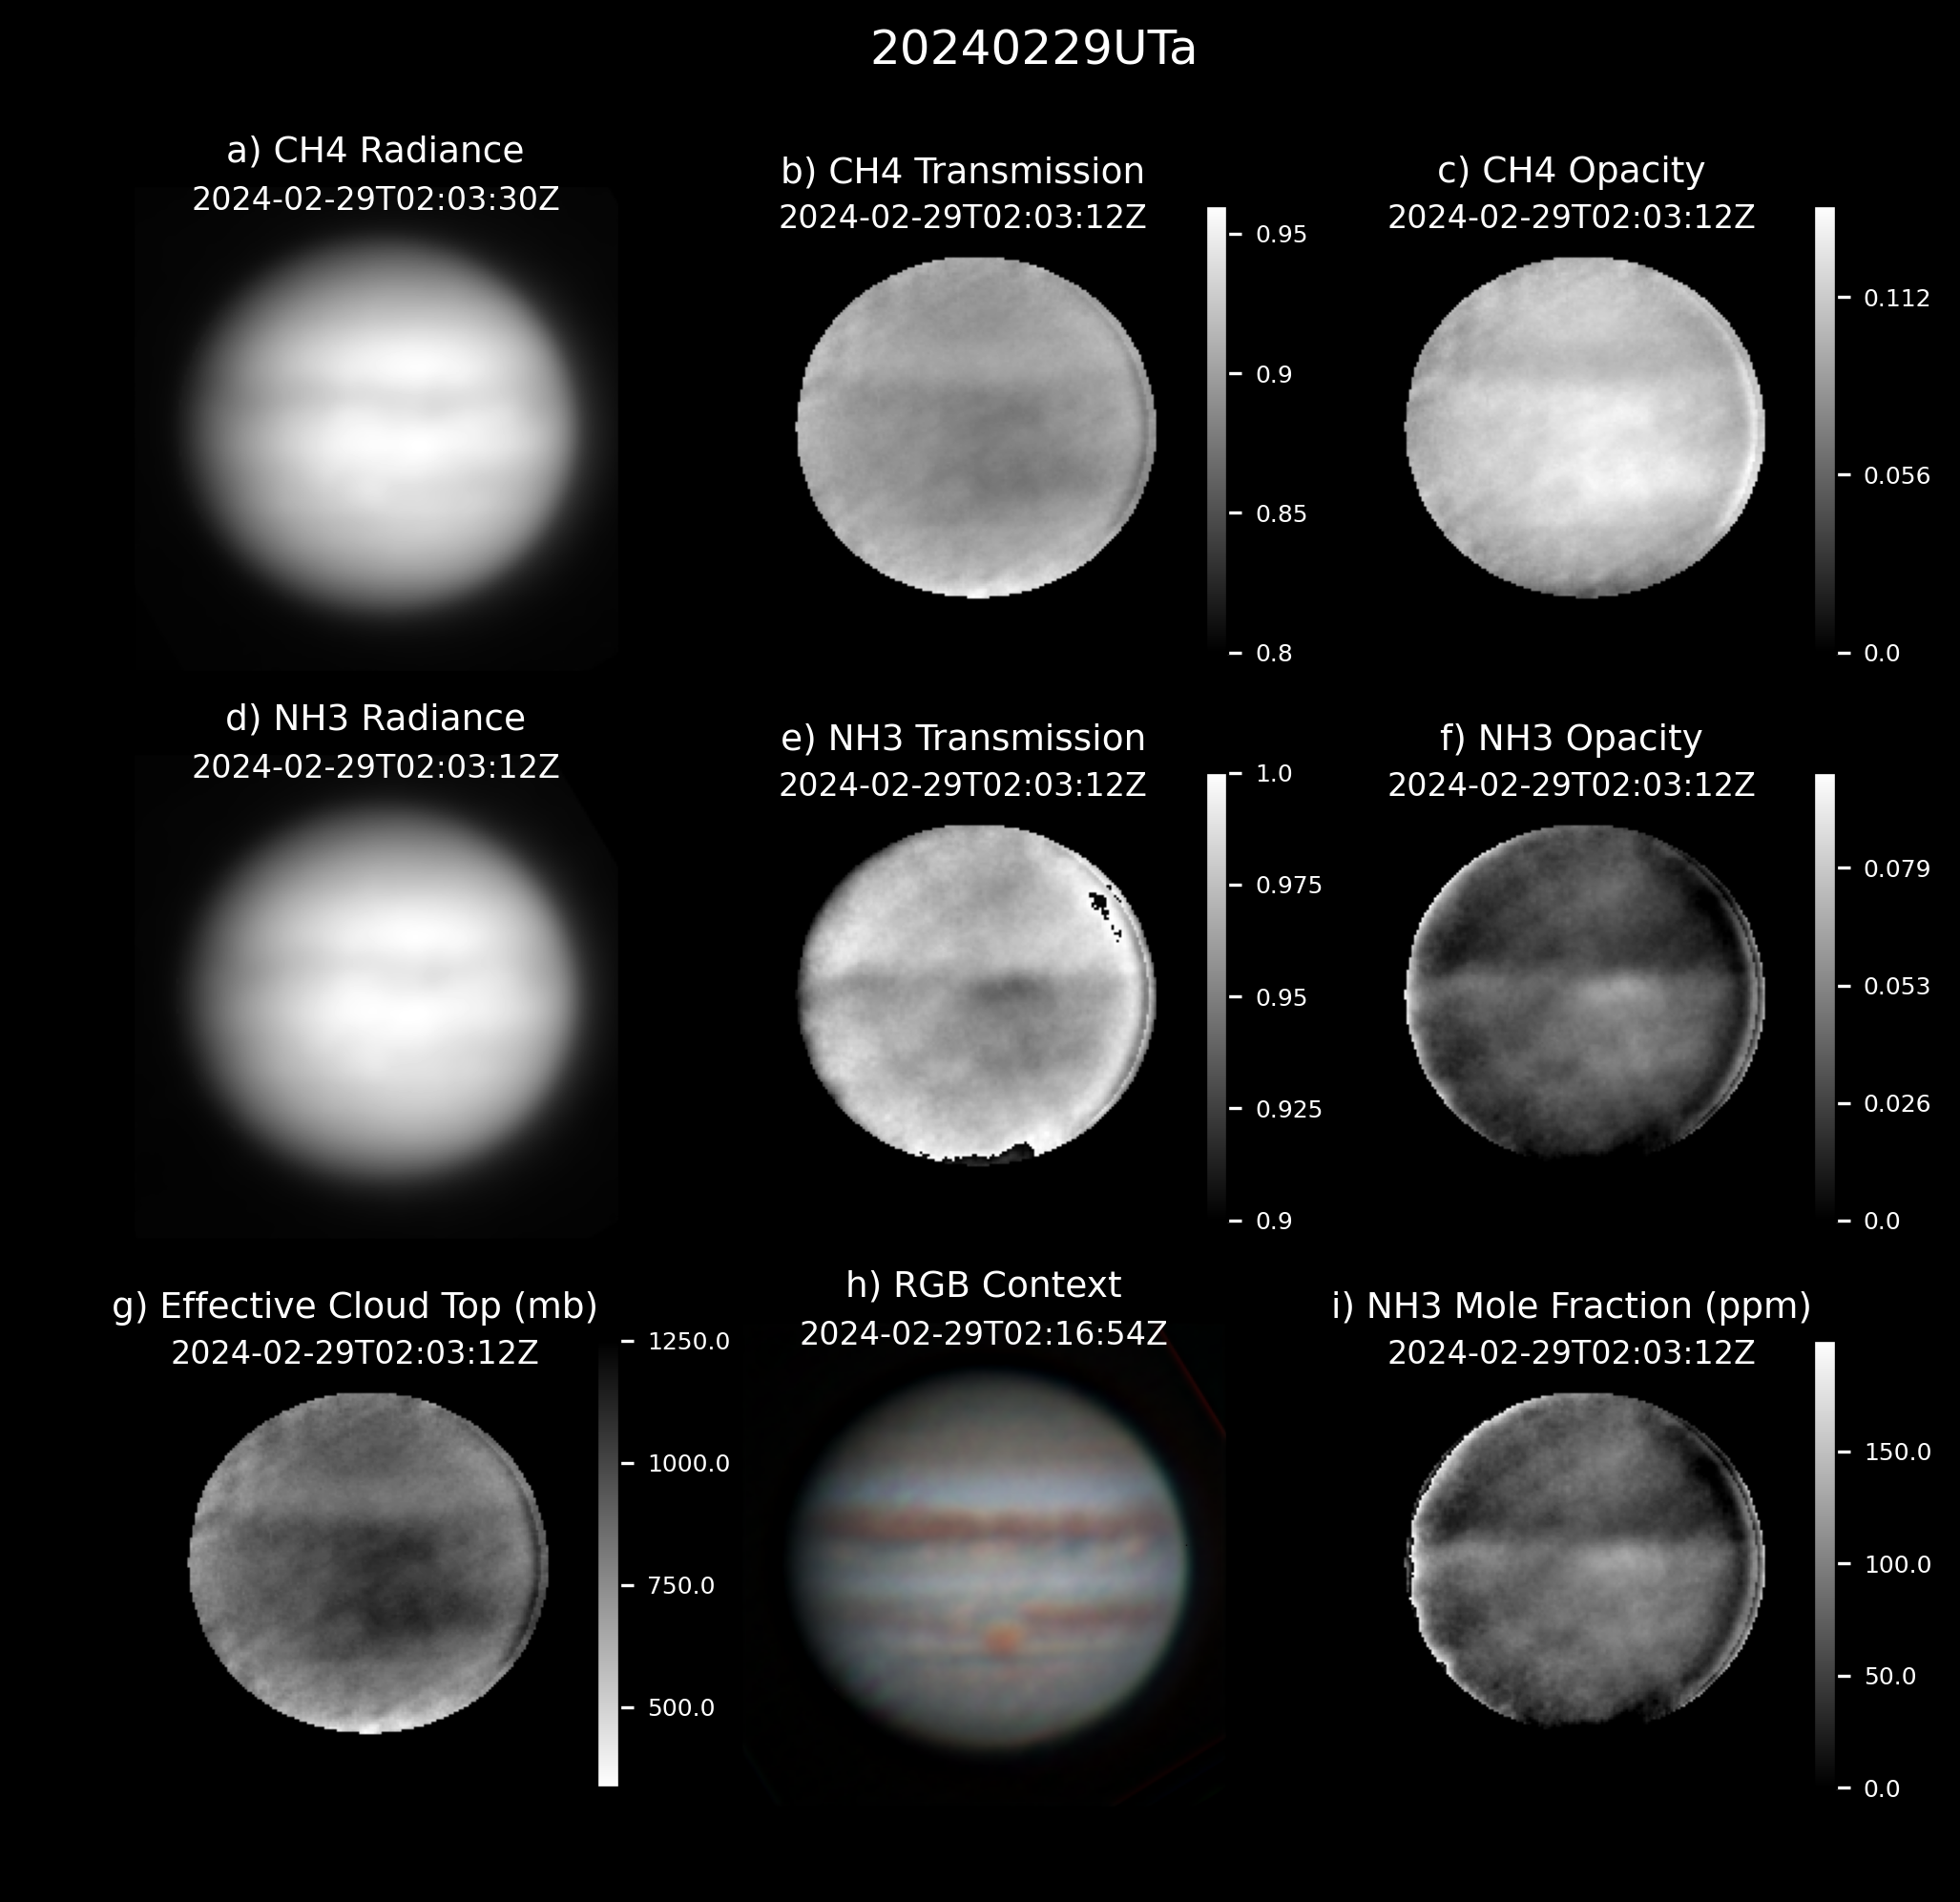 20240229UTa
a) CH4 Radiance
2024-02-29T02:03:30Z
b) CH4 Transmission
2024-02-29T02:03:12Z
0.95
0.9
0.85
0.8
c) CH4 Opacity
2024-02-29T02:03:12Z
0.112
0.056
0.0
d) NH3 Radiance
2024-02-29T02:03:12Z
e) NH3 Transmission
2024-02-29T02:03:12Z
1.0
0.975
0.95
0.925
0.9
f) NH3 Opacity
2024-02-29T02:03:12Z
0.079
0.053
0.026
0.0
g) Effective Cloud Top (mb)
2024-02-29T02:03:12Z
1250.0
1000.0
750.0
500.0
h) RGB Context
2024-02-29T02:16:54Z
i) NH3 Mole Fraction (ppm)
2024-02-29T02:03:12Z
150.0
100.0
50.0
0.0